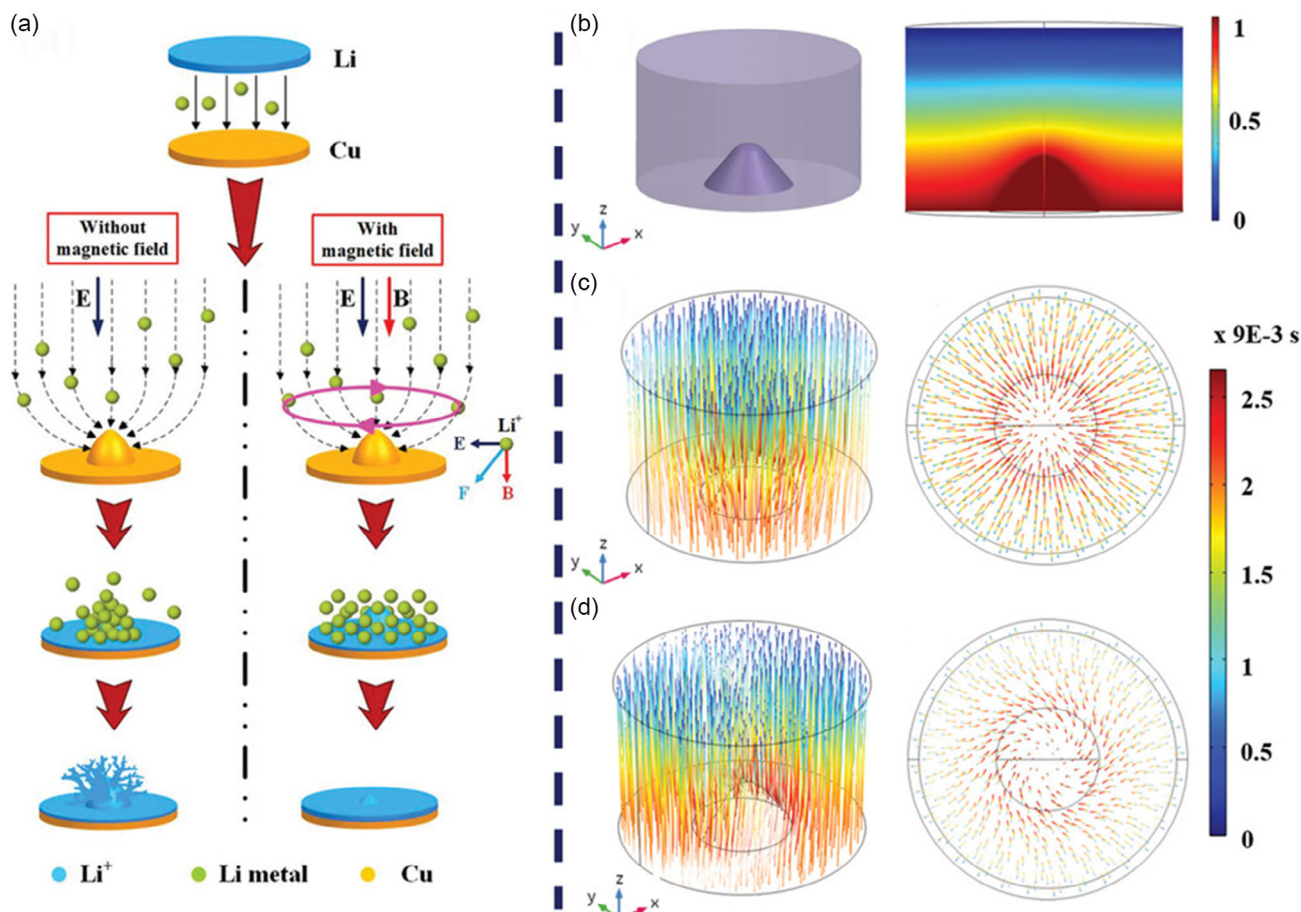 (a)
Li
Cu
Without
magnetic field
With
magnetic field
E
E
B
Li+
E
F
B
Li+
Li metal
Cu
(b)
z
y
x
1
0.5
0
(c)
z
y
x
x 9E-3 s
2.5
2
1.5
1
0.5
0
(d)
z
y
x